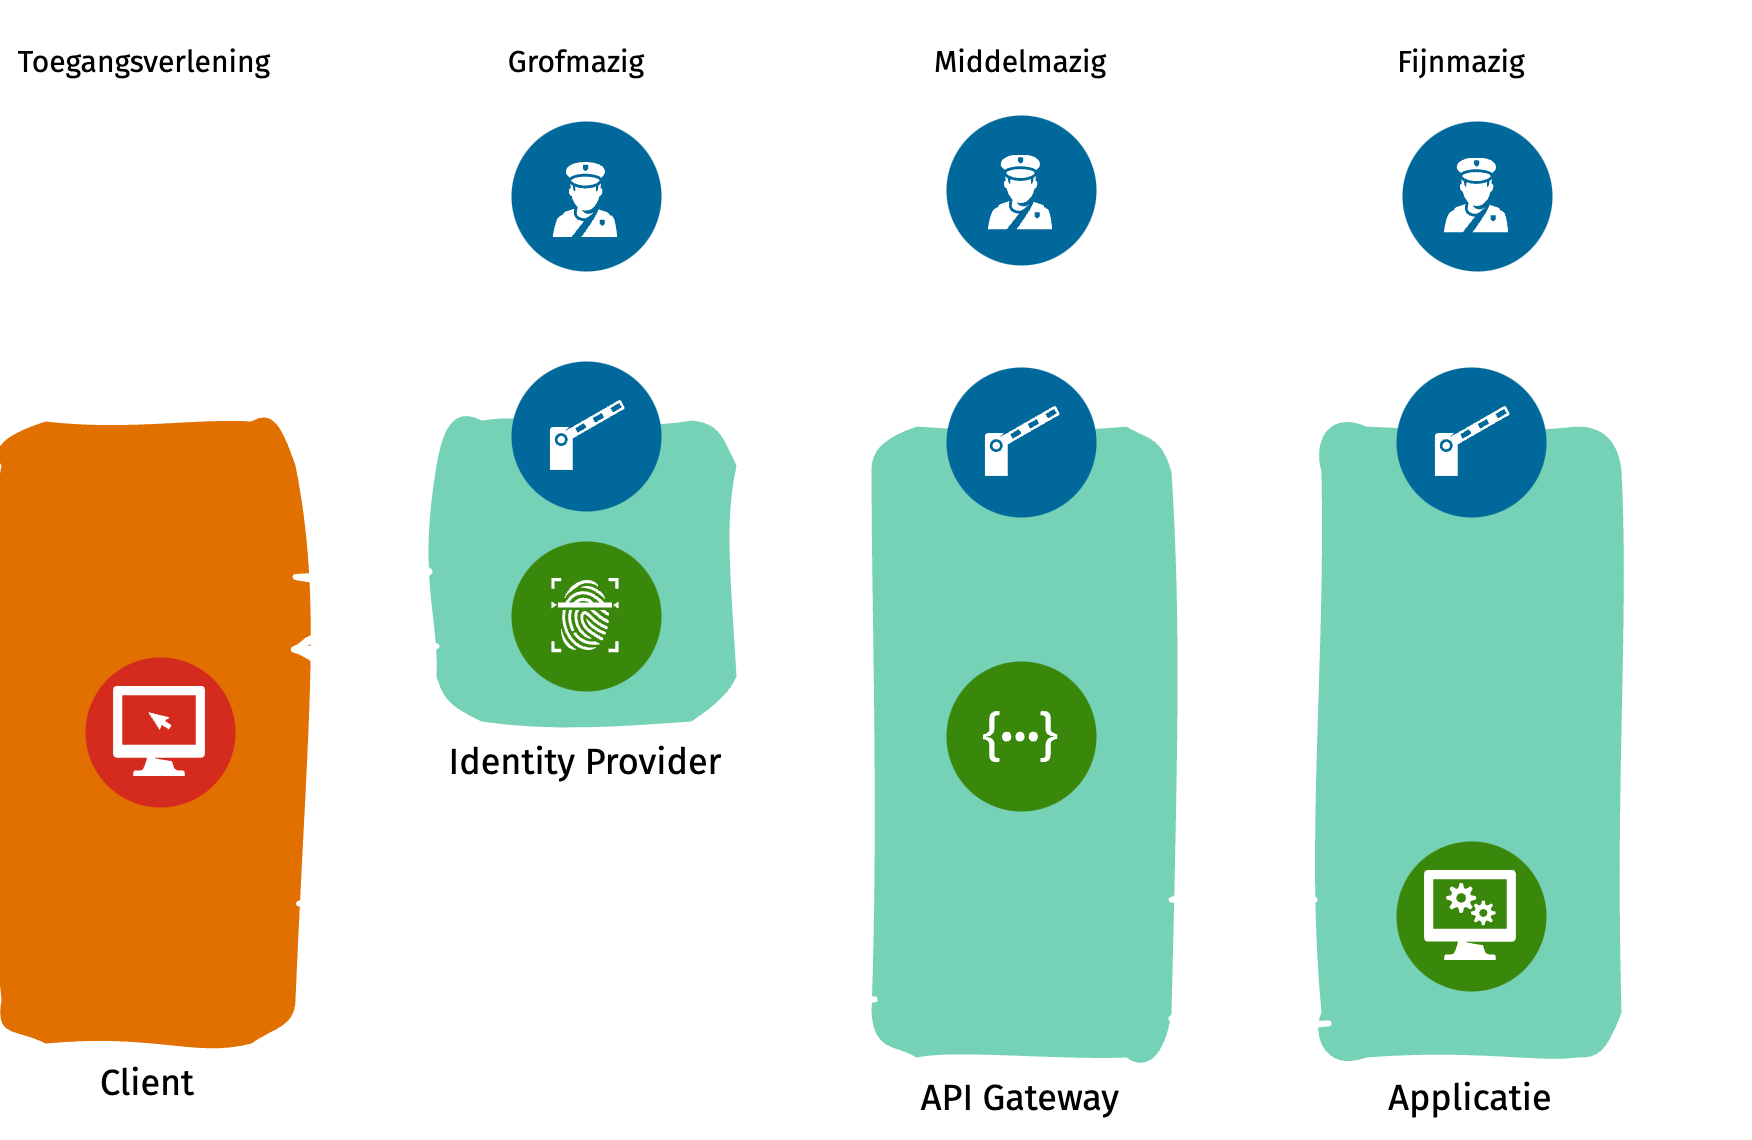 Toegangsverlening
Grofmazig
Middelmazig
Fijnmazig
{...}
Identity Provider
Client
API Gateway
Applicatie